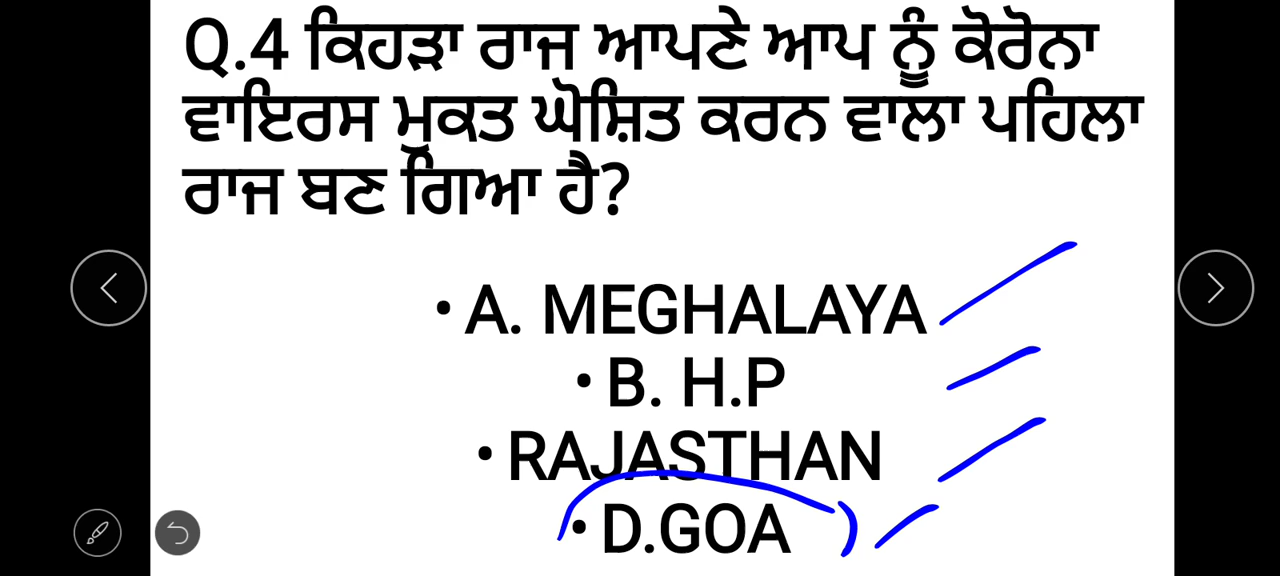 Q.4 ਕਿਹੜਾ ਰਾਜ ਆਪਣੇ ਆਪ ਨੂੰ ਕੋਰੋਨਾ
ਵਾਇਰਸ ਮੁਕਤ ਘੋਸ਼ਿਤ ਕਰਨ ਵਾਲਾ ਪਹਿਲਾ
ਰਾਜ ਬਣ ਗਿਆ ਹੈ?
• A. MEGHALAYA
• B. H.P
• RAJASTHAN
• D.GOA